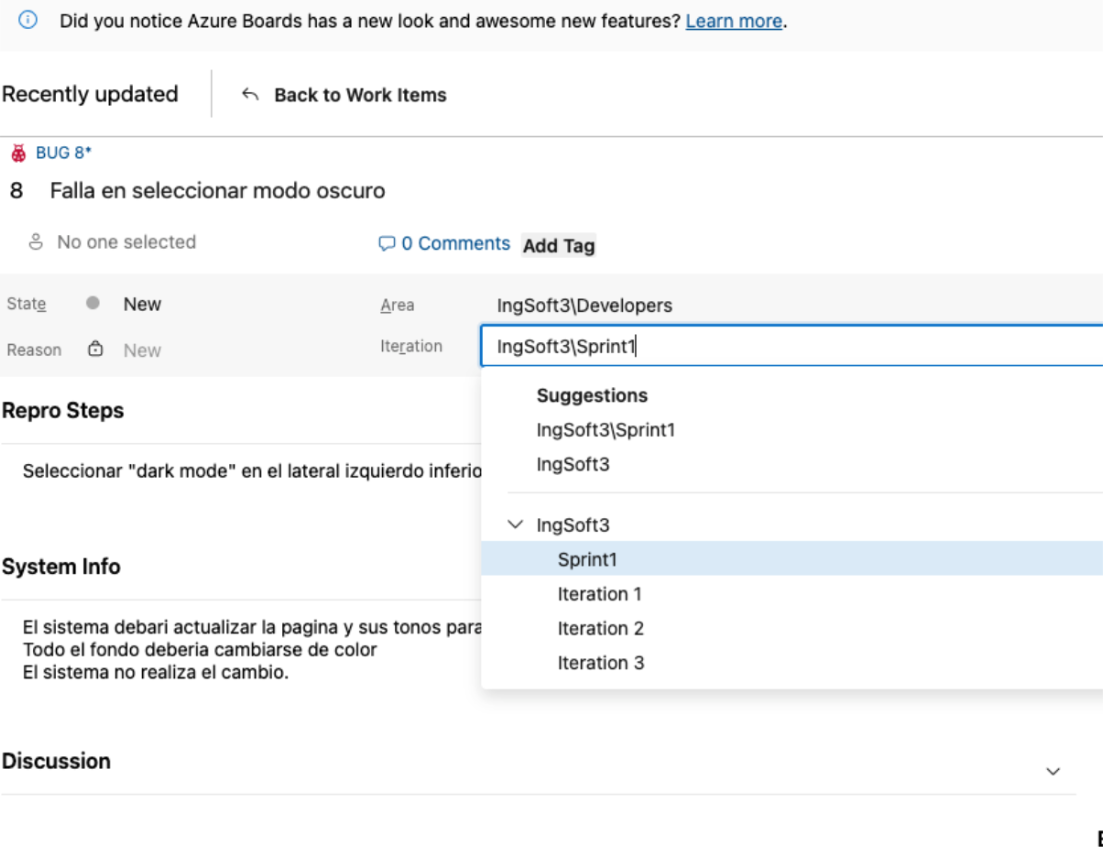 Did you notice Azure Boards has a new look and awesome new features? Learn more.
Recently updated
Back to Work Items
BUG 8*
8 Falla en seleccionar modo oscuro
No one selected
0 Comments Add Tag
State New
Area IngSoft3\Developers
Reason New
Iteration IngSoft3\Sprint1
Suggestions
IngSoft3\Sprint1
IngSoft3
IngSoft3
Sprint1
Iteration 1
Iteration 2
Iteration 3
Repro Steps
Seleccionar "dark mode" en el lateral izquierdo inferio
System Info
El sistema debari actualizar la pagina y sus tonos para
Todo el fondo deberia cambiarse de color
El sistema no realiza el cambio.
Discussion